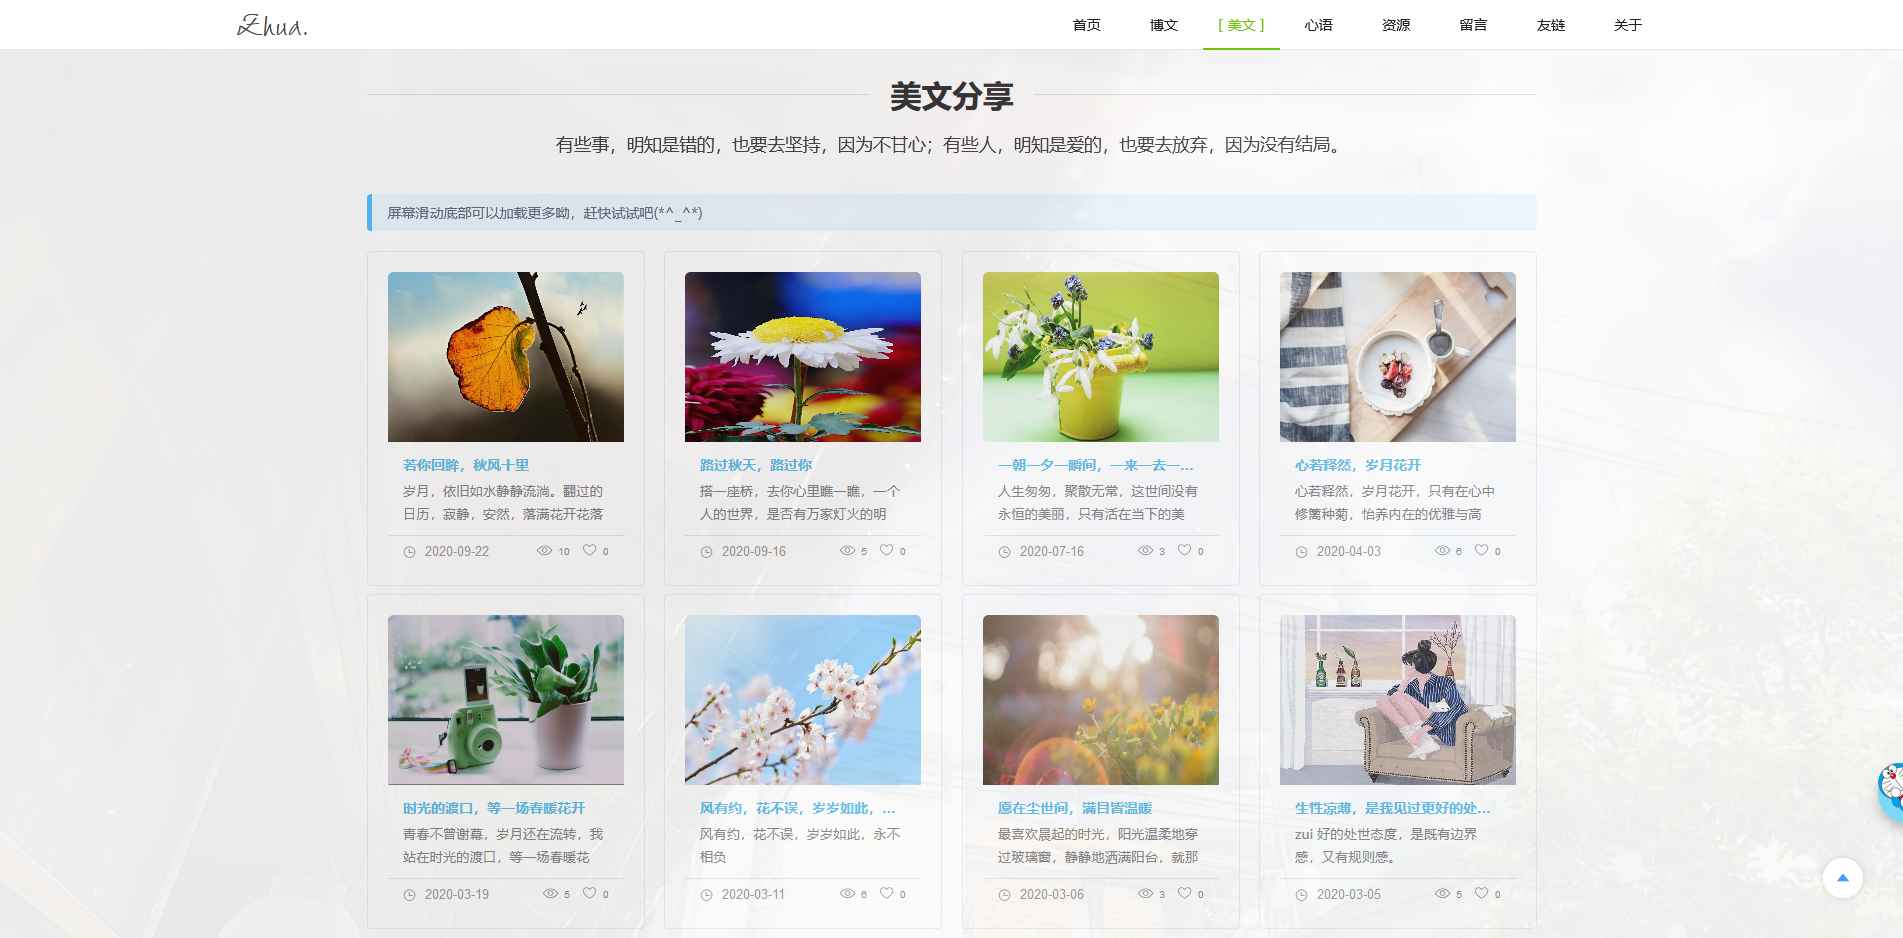 Zhua.
首页 博文 [ 美文 ] 心语 资源 留言 友链 关于
美文分享
有些事，明知是错的，也要去坚持，因为不甘心；有些人，明知是爱的，也要去放弃，因为没有结局。
屏幕滑动底部可以加载更多呦，赶快试试吧(*^_^*)
若你回眸，秋风十里
岁月，依旧如水静静流淌。翻过的
日历，寂静，安然，落满花开花落
2020-09-22 10 0
路过秋天，路过你
搭一座桥，去你心里瞧一瞧，一个
人的世界，是否有万家灯火的明
2020-09-16 5 0
一朝一夕一瞬间，一来一去一...
人生匆匆，聚散无常，这世间没有
永恒的美丽，只有活在当下的美
2020-07-16 3 0
心若释然，岁月花开
心若释然，岁月花开，只有在心中
修篱种菊，怡养内在的优雅与高
2020-04-03 6 0
时光的渡口，等一场春暖花开
青春不曾谢幕，岁月还在流转，我
站在时光的渡口，等一场春暖花
2020-03-19 5 0
风有约，花不误，岁岁如此，...
风有约，花不误，岁岁如此，永不
相负
2020-03-11 6 0
愿在尘世间，满目皆温暖
最喜欢晨起的时光，阳光温柔地穿
过玻璃窗，静静地洒满阳台，就那
2020-03-06 3 0
生性凉薄，是我见过更好的处...
zui 好的处世态度，是既有边界
感，又有规则感。
2020-03-05 5 0